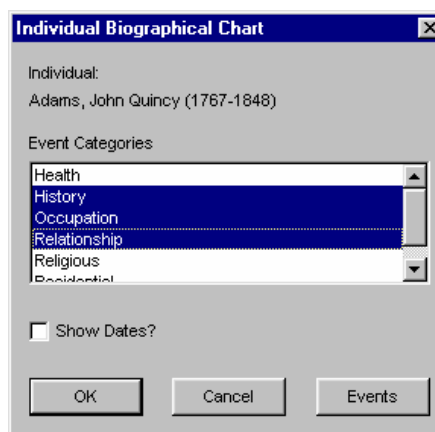 Individual Biographical Chart
Individual:
Adams, John Quincy (1767-1848)
Event Categories
Health
History
Occupation
Relationship
Religious
Residential
Show Dates?
OK
Cancel
Events